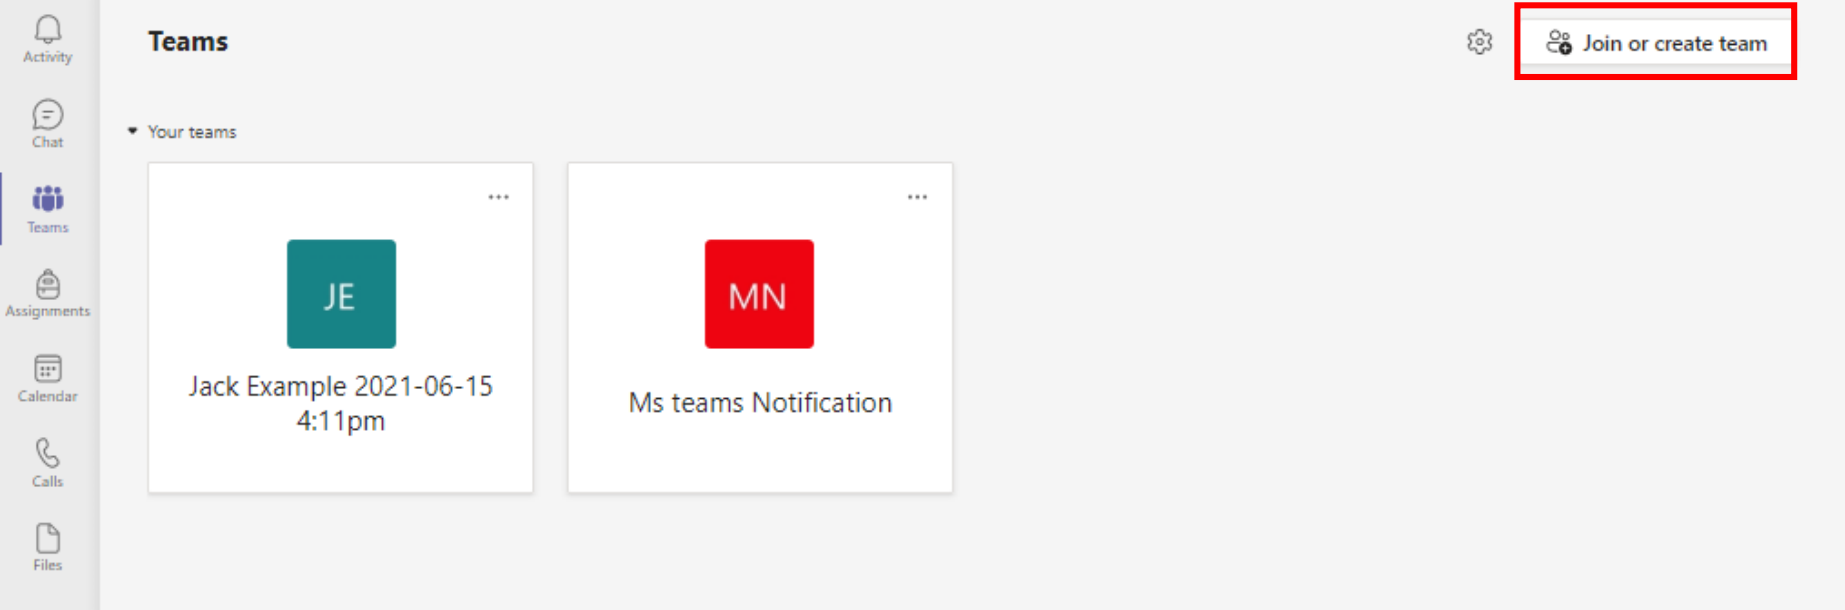 Activity
Chat
Teams
Assignments
Calendar
Calls
Files
Teams
Join or create team
Your teams
JE
Jack Example 2021-06-15
4:11pm
MN
Ms teams Notification